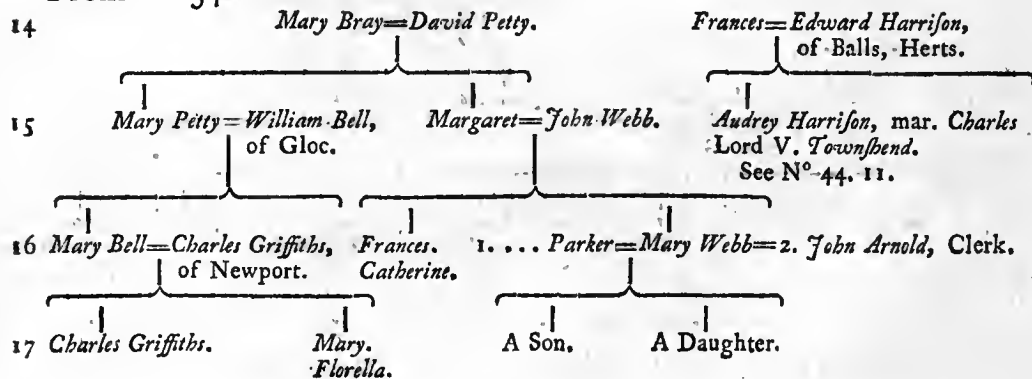 14 Mary Bray=David Petty. Frances=Edward Harriſon,
of Balls, Herts.
15 Mary Petty=William Bell, Margaret=John Webb. Audrey Harriſon, mar. Charles
of Gloc. Lord V. Townſhend.
See Nº 44. 11.
16 Mary Bell=Charles Griffiths, Frances. 1. ... Parker=Mary Webb=2. John Arnold, Clerk.
of Newport. Catherine.
17 Charles Griffiths. Mary. A Son. A Daughter.
Florella.